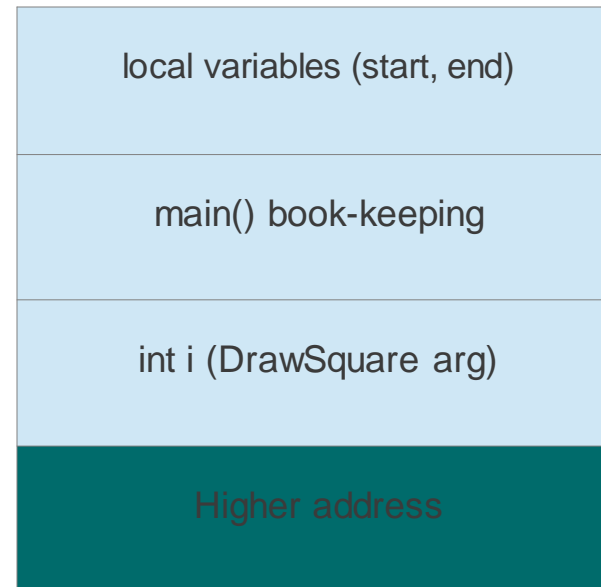 local variables (start, end)
main() book-keeping
int i (DrawSquare arg)
Higher address